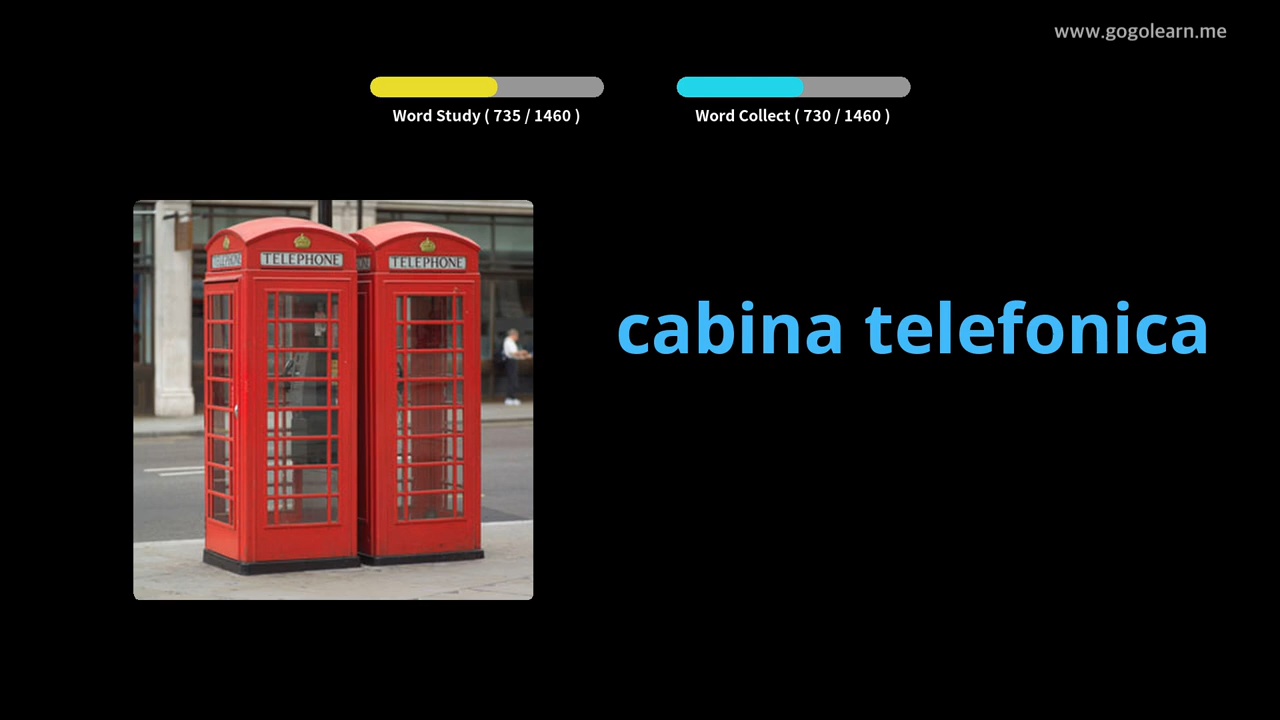 www.gogolearn.me
Word Study ( 735 / 1460 )
Word Collect ( 730 / 1460 )
TELEPHONE
TELEPHONE
cabina telefonica